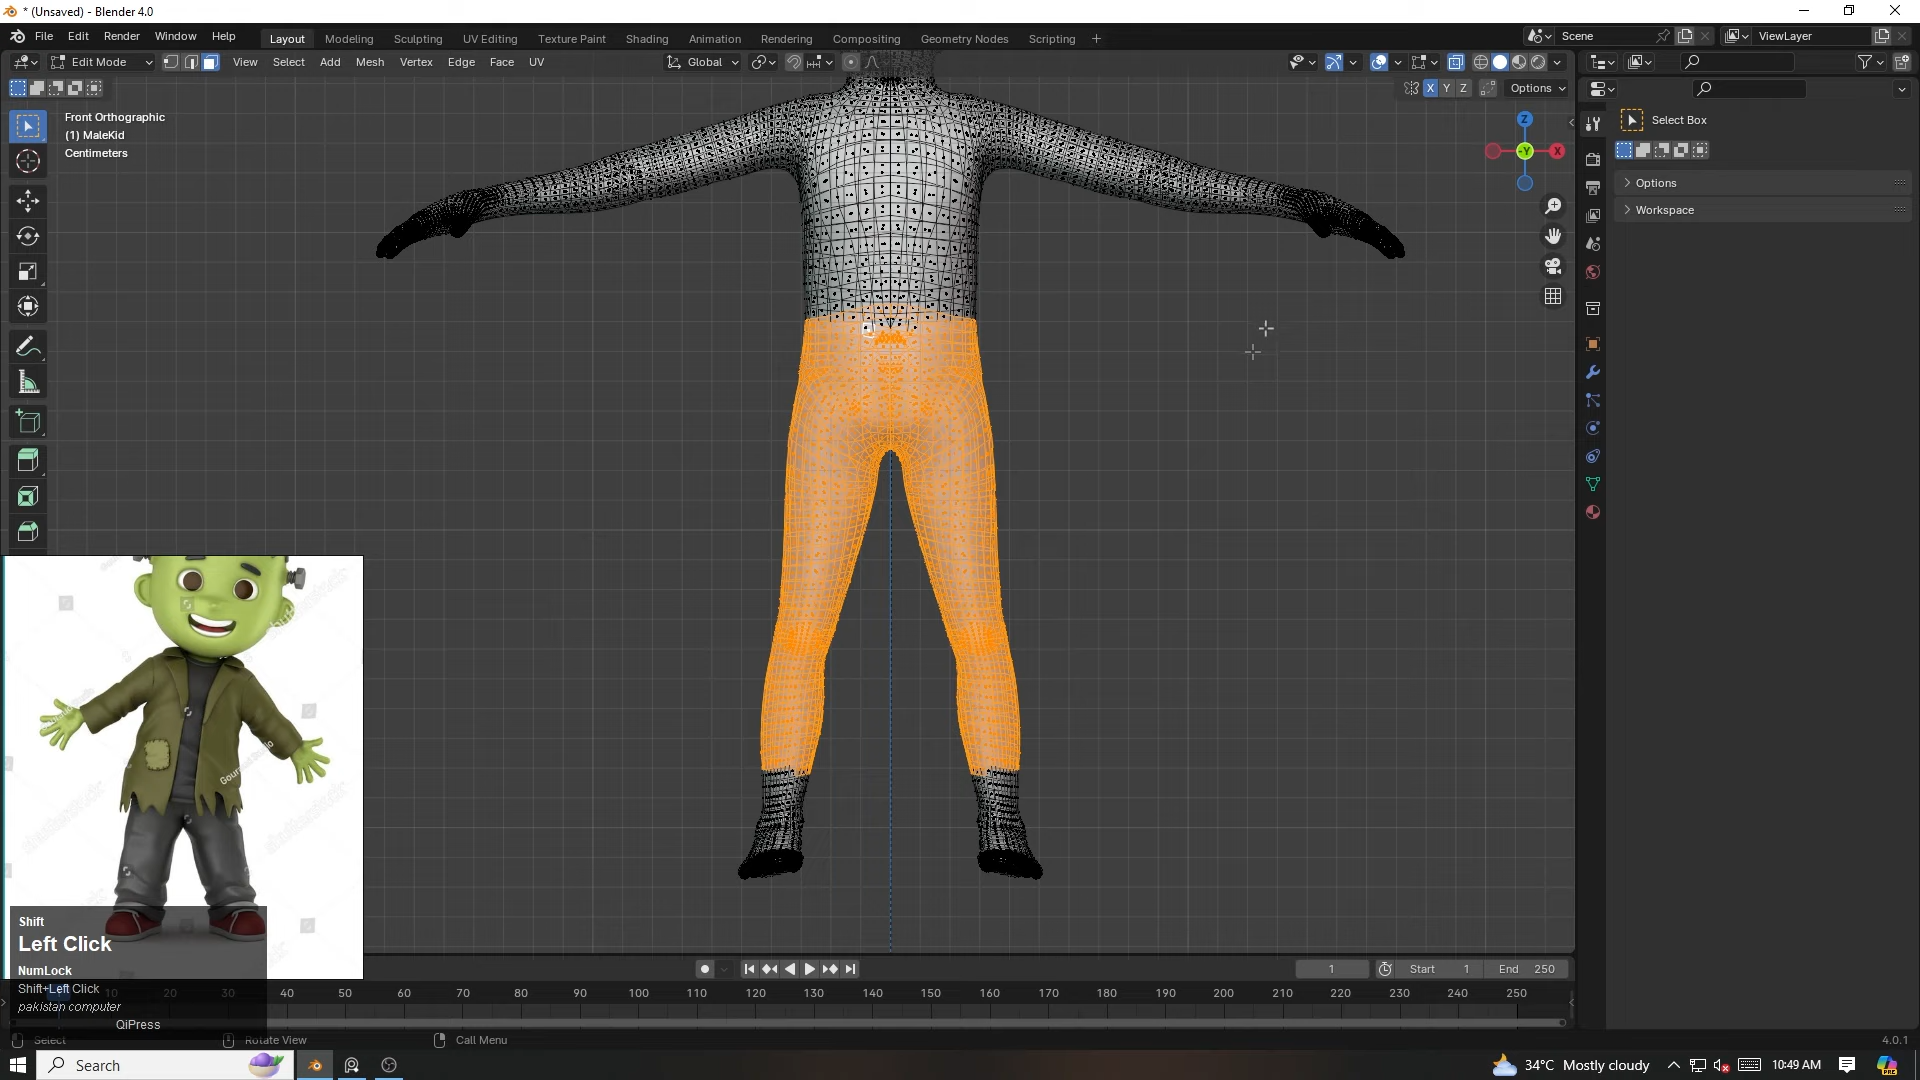 * (Unsaved) - Blender 4.0
File Edit Render Window Help
Layout Modeling Sculpting UV Editing Texture Paint Shading Animation Rendering Compositing Geometry Nodes Scripting +
Scene
ViewLayer
Edit Mode
View Select Add Mesh Vertex Edge Face UV
Global
X Y Z
Options
Front Orthographic
(1) MaleKid
Centimeters
Z
X
-Y
Select Box
Options
Workspace
Shift
Left Click
NumLock
Shift+Left Click
pakistan computer
QiPress
1
Start 1
End 250
10 20 30 40 50 60 70 80 90 100 110 120 130 140 150 160 170 180 190 200 210 220 230 240 250
Select
Rotate View
Call Menu
4.0.1
Search
34°C Mostly cloudy
10:49 AM